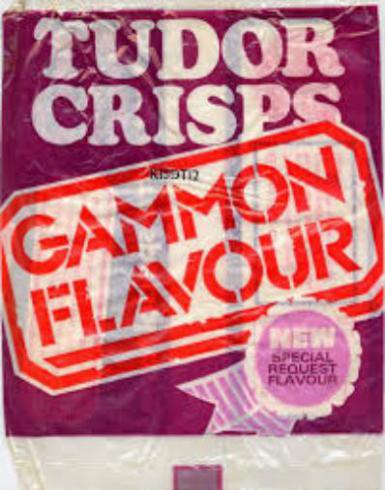 TUDOR
CRISPS
GAMMON
FLAVOUR
NEW
SPECIAL
REQUEST
FLAVOUR